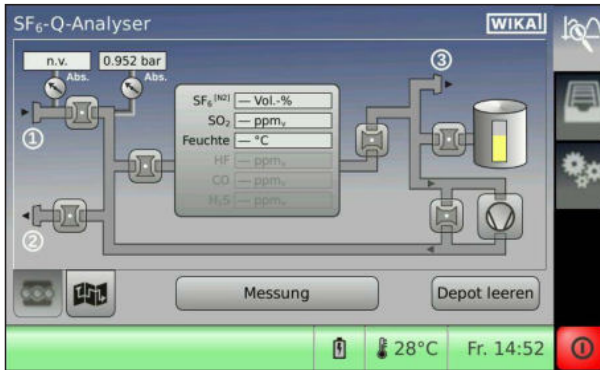 SF₆-Q-Analyser
WIKA
n.v.
0.952 bar
Abs.
Abs.
SF₆ [N2] — Vol.-%
SO₂ — ppmᵥ
Feuchte — °C
HF — ppmᵥ
CO — ppmᵥ
H₂S — ppmᵥ
①
②
③
Messung
Depot leeren
28°C
Fr. 14:52